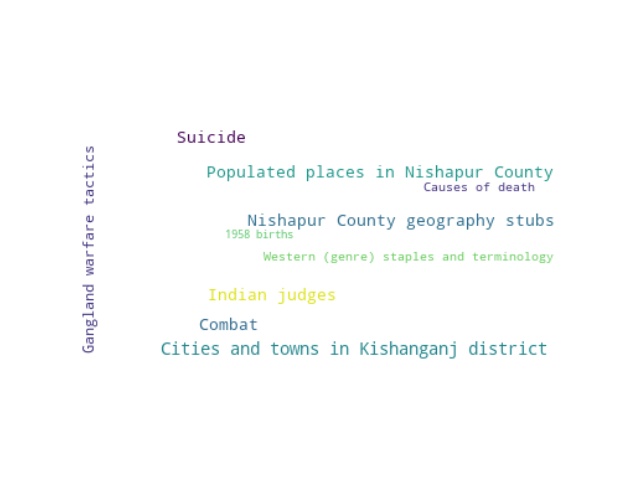 Suicide
Gangland warfare tactics
Populated places in Nishapur County
Causes of death
Nishapur County geography stubs
1958 births
Western (genre) staples and terminology
Indian judges
Combat
Cities and towns in Kishanganj district